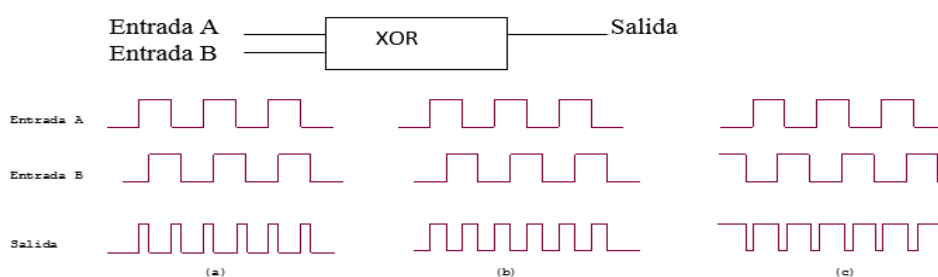 Entrada A
Entrada B
XOR
Salida
Entrada A
Entrada B
Salida
(a) (b) (c)